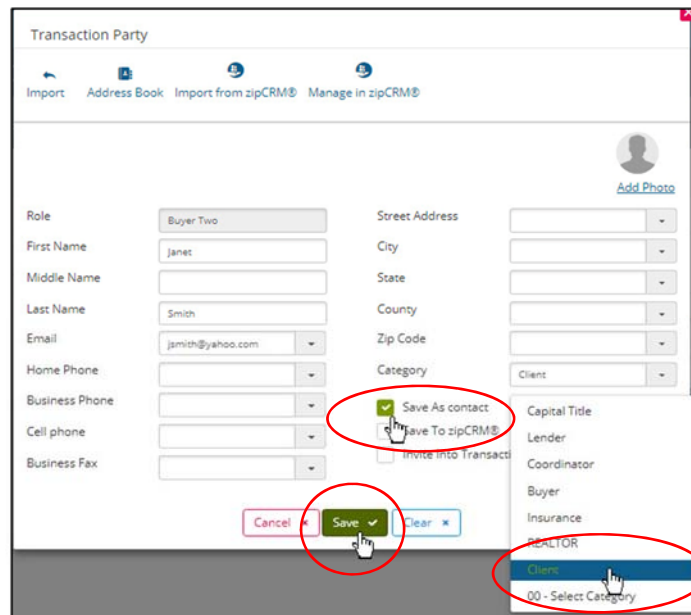 Transaction Party
Import
Address Book
Import from zipCRM®
Manage in zipCRM®
Add Photo
Role
Buyer Two
First Name
Janet
Middle Name
Last Name
Smith
Email
jsmith@yahoo.com
Home Phone
Business Phone
Cell phone
Business Fax
Street Address
City
State
County
Zip Code
Category
Client
Save As contact
Save To zipCRM®
Invite into Transacti
Capital Title
Lender
Coordinator
Buyer
Insurance
REALTOR
Client
00 - Select Category
Cancel ×
Save
Clear ×